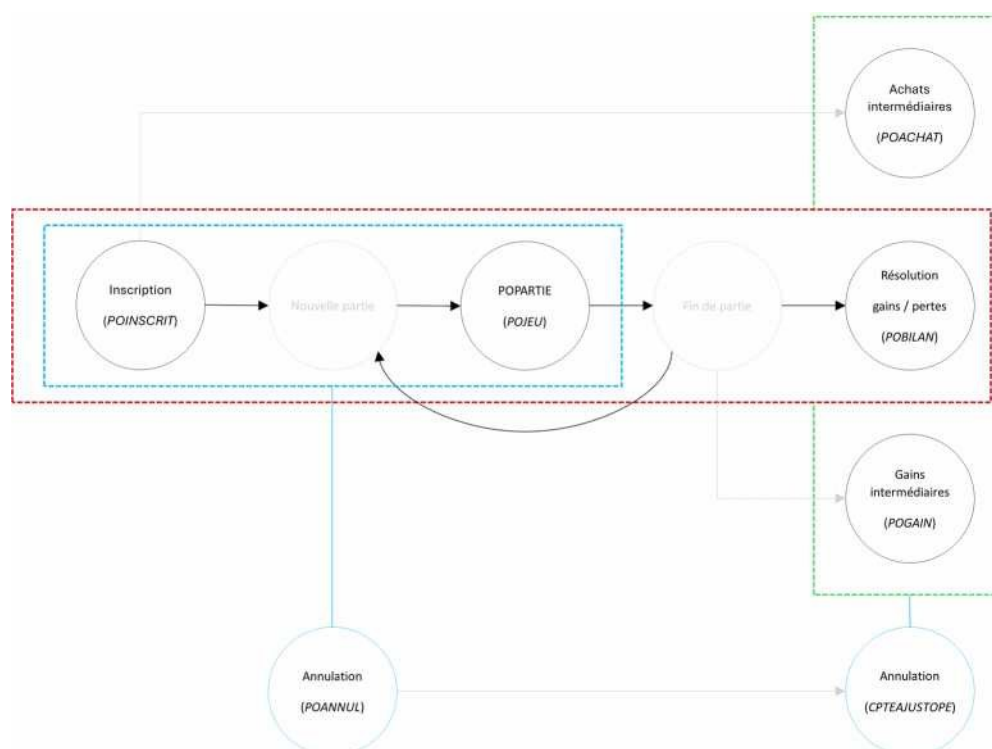 Achats
intermédiaires
(POACHAT)
Inscription
(POINSCRIT)
Nouvelle partie
POPARTIE
(POJEU)
Fin de partie
Résolution
gains / pertes
(POBILAN)
Gains
intermédiaires
(POGAIN)
Annulation
(POANNUL)
Annulation
(CPTEAJUSTOPE)